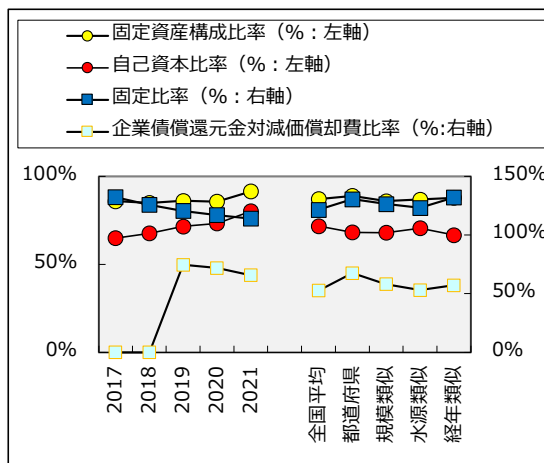 固定資産構成比率（%：左軸）
自己資本比率（%：左軸）
固定比率（%：右軸）
企業債償還元金対減価償却費比率（%:右軸）
100%
50%
0%
150%
100%
50%
0%
2017
2018
2019
2020
2021
全国平均
都道府県
規模類似
水源類似
経年類似